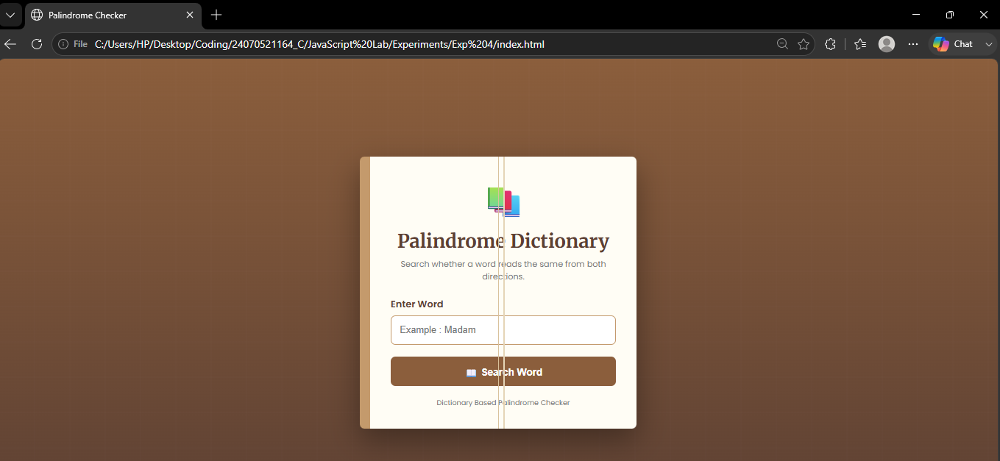 Palindrome Checker
File C:/Users/HP/Desktop/Coding/24070521164_C/JavaScript%20Lab/Experiments/Exp%204/index.html
Chat
Palindrome Dictionary
Search whether a word reads the same from both
directions.
Enter Word
Example : Madam
Search Word
Dictionary Based Palindrome Checker